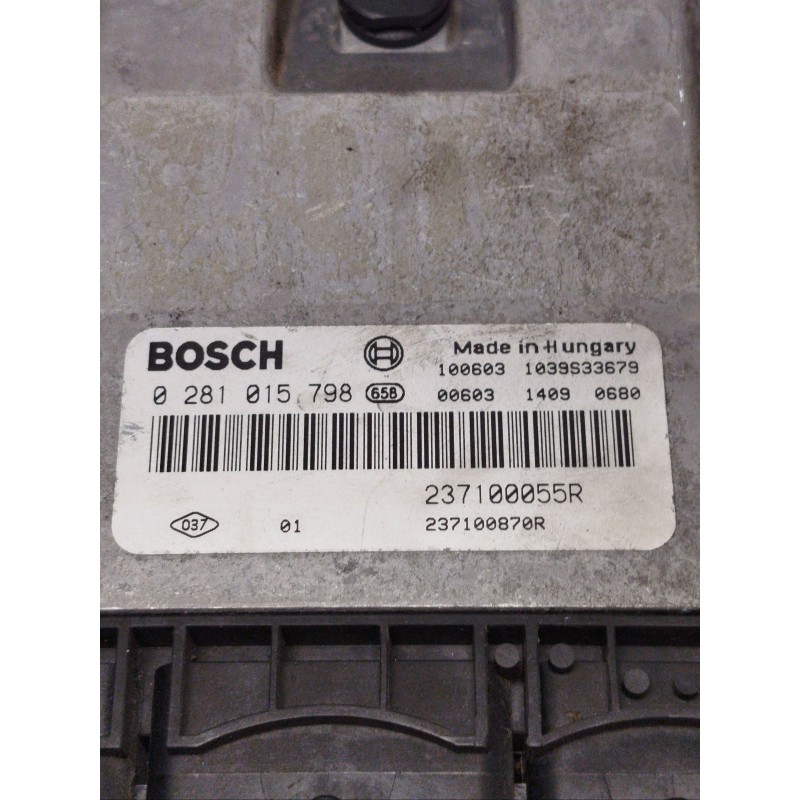 BOSCH Made in Hungary
100603 1039S33679
0 281 015 798 658 00603 1409 0680
237100055R
037 01 237100870R